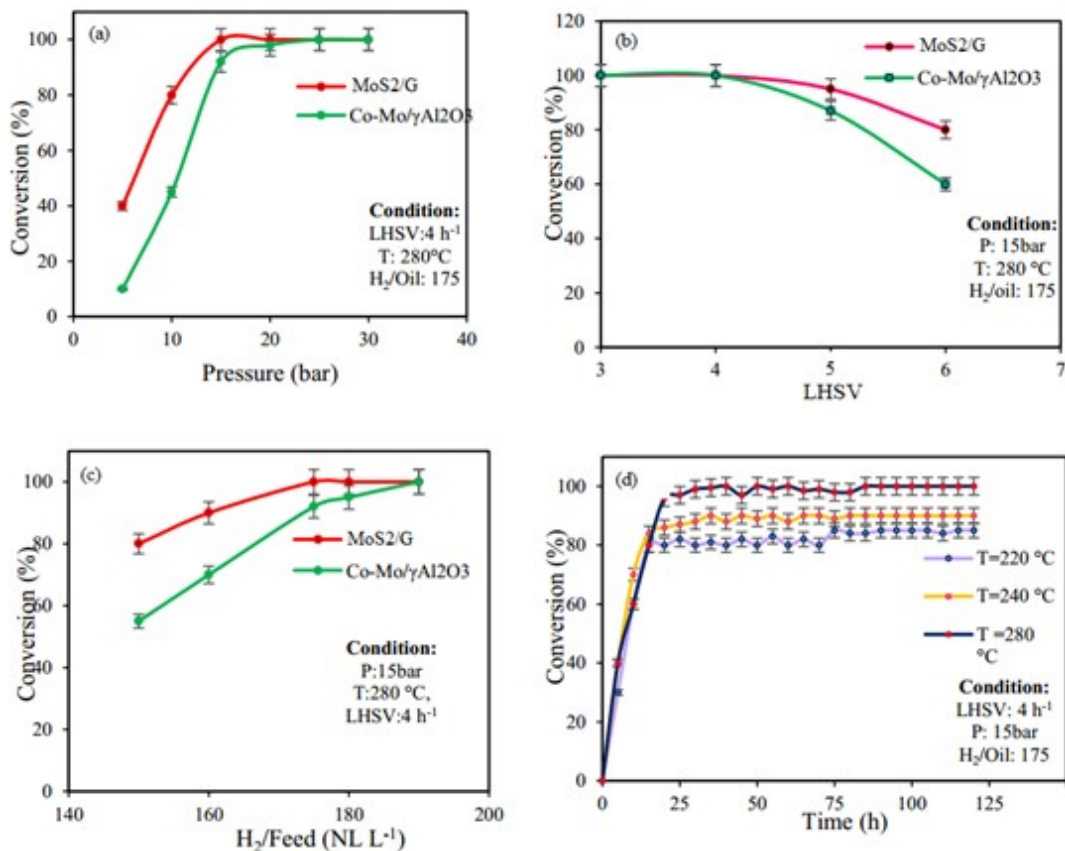 (a)
Conversion (%)
100
80
60
40
20
0
0 10 20 30 40
Pressure (bar)
MoS2/G
Co-Mo/γAl2O3
Condition:
LHSV:4 h⁻¹
T: 280°C
H₂/Oil: 175
(b)
Conversion (%)
120
100
80
60
40
20
0
3 4 5 6 7
LHSV
MoS2/G
Co-Mo/γAl2O3
Condition:
P: 15bar
T: 280 °C
H₂/oil: 175
(c)
Conversion (%)
100
80
60
40
20
0
140 160 180 200
H₂/Feed (NL L⁻¹)
MoS2/G
Co-Mo/γAl2O3
Condition:
P:15bar
T:280 °C,
LHSV:4 h⁻¹
(d)
Conversion (%)
100
80
60
40
20
0
0 25 50 75 100 125
Time (h)
T=220 °C
T=240 °C
T =280
°C
Condition:
LHSV: 4 h⁻¹
P: 15bar
H₂/Oil: 175